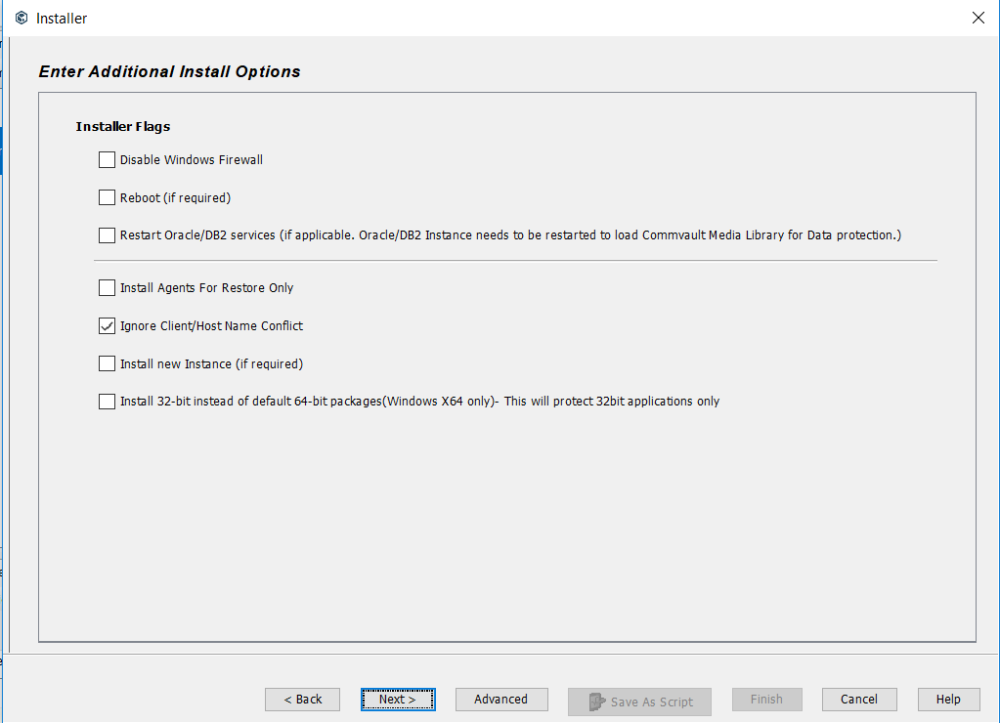 Installer
Enter Additional Install Options
Installer Flags
Disable Windows Firewall
Reboot (if required)
Restart Oracle/DB2 services (if applicable. Oracle/DB2 Instance needs to be restarted to load Commvault Media Library for Data protection.)
Install Agents For Restore Only
Ignore Client/Host Name Conflict
Install new Instance (if required)
Install 32-bit instead of default 64-bit packages(Windows X64 only)- This will protect 32bit applications only
< Back Next > Advanced Save As Script Finish Cancel Help